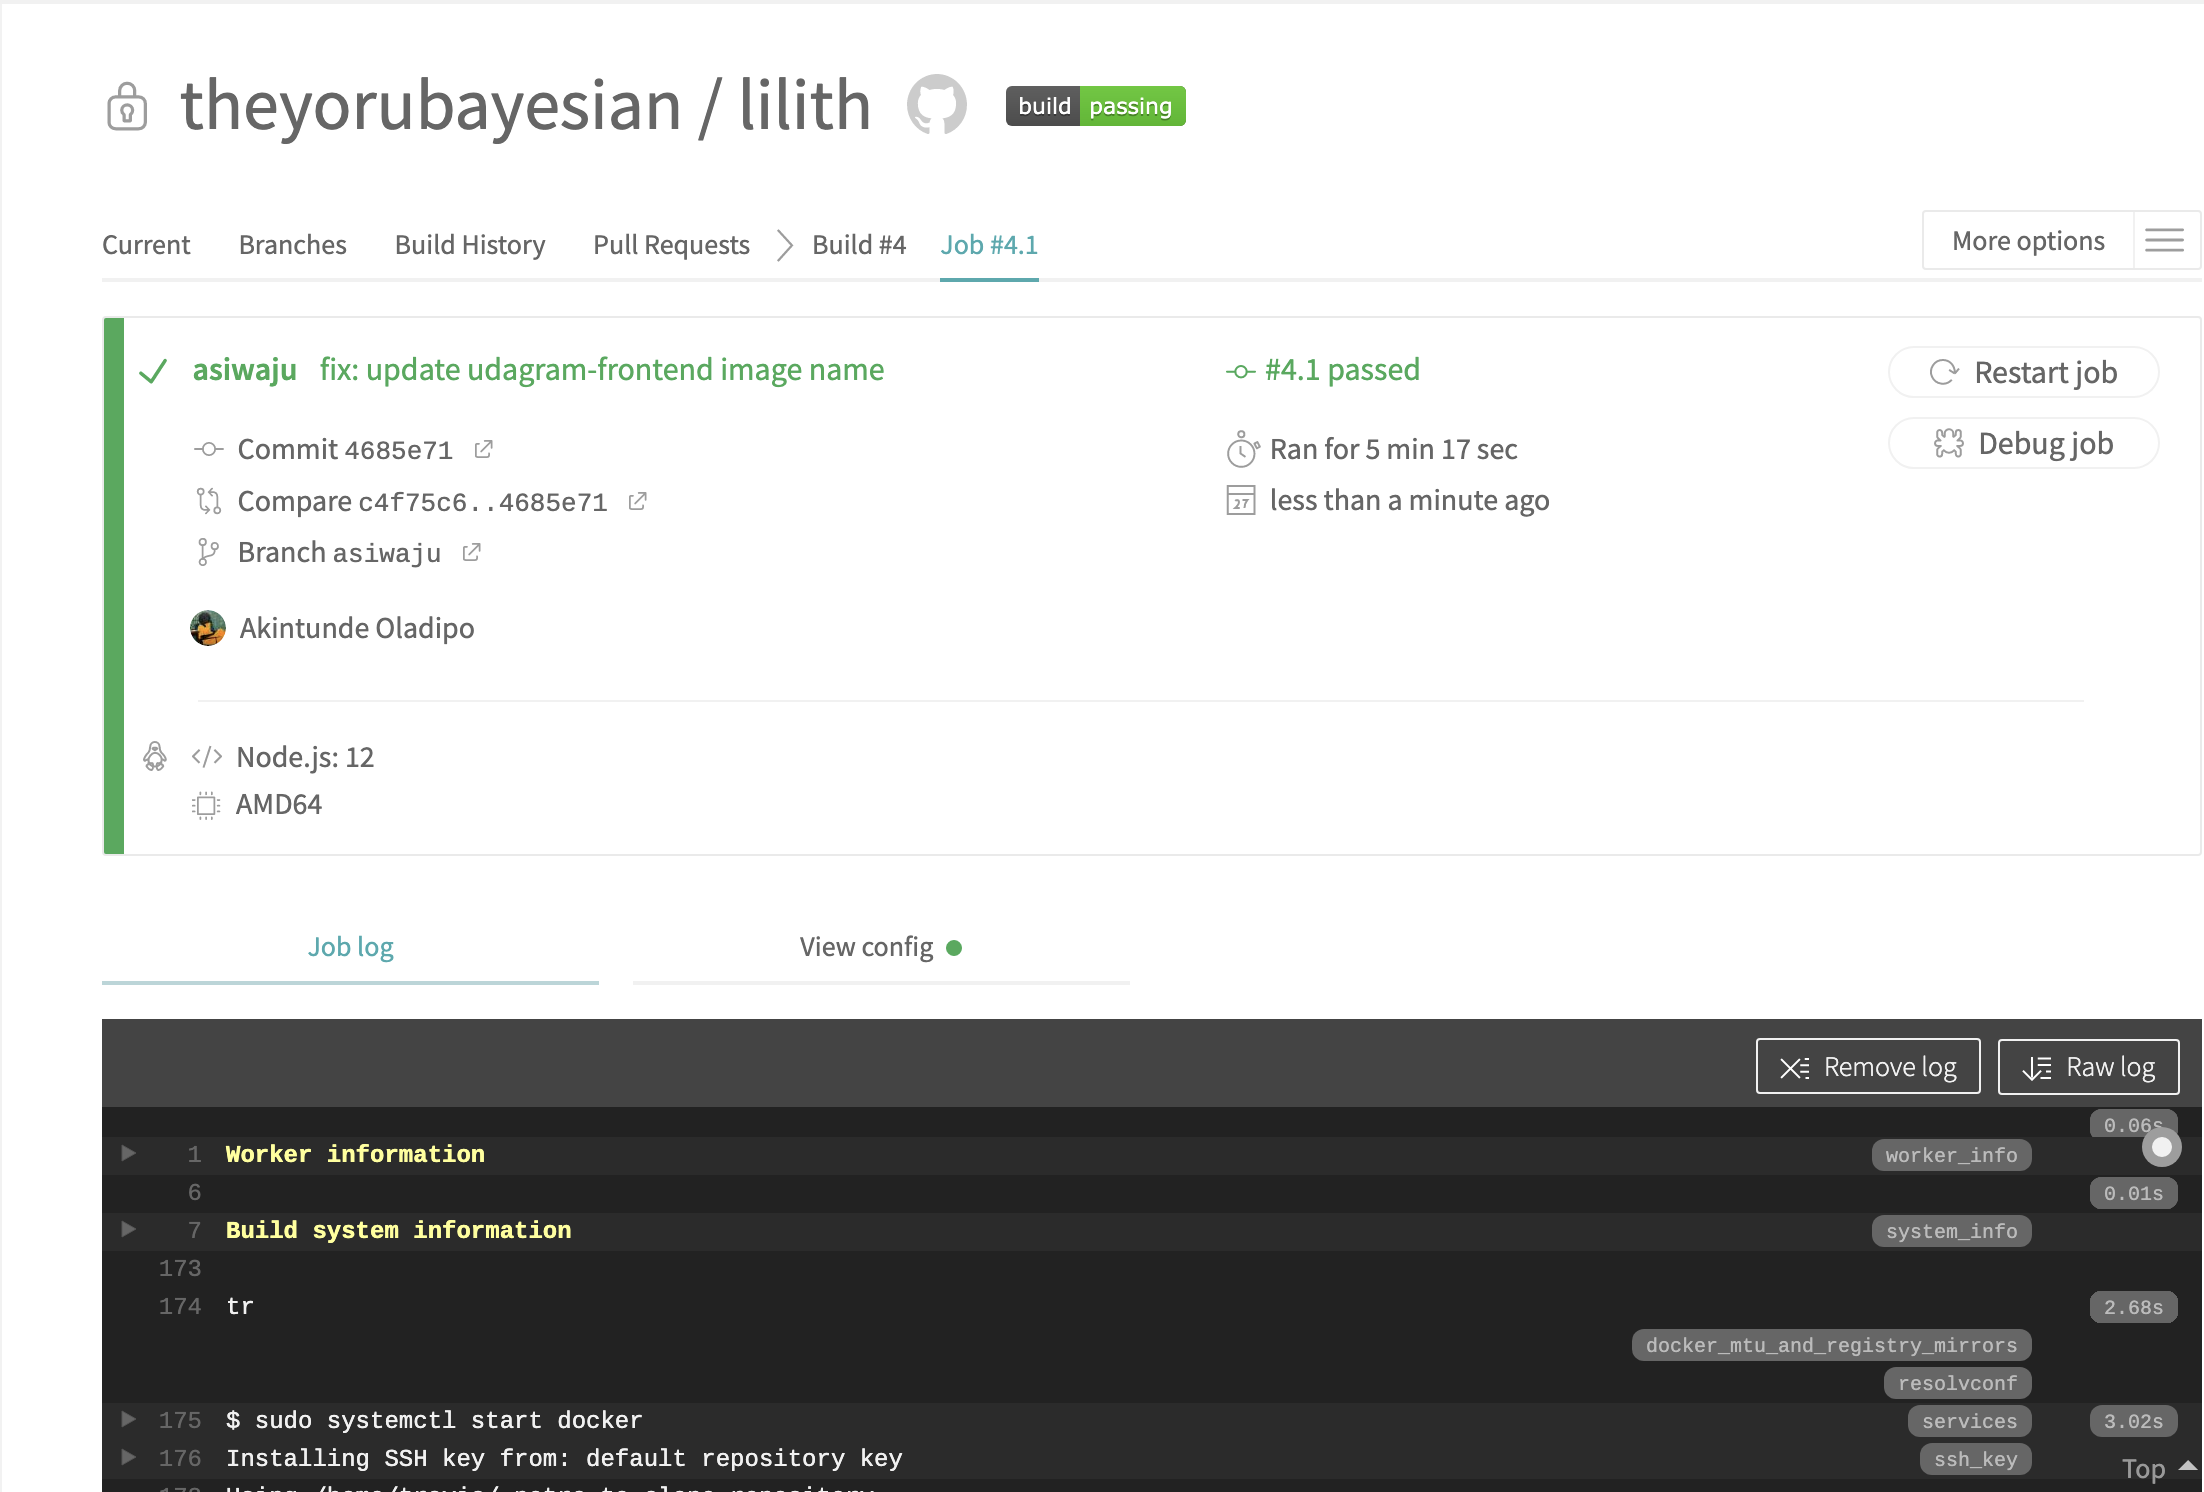 theyorubayesian / lilith build passing
Current Branches Build History Pull Requests Build #4 Job #4.1 More options
asiwaju fix: update udagram-frontend image name
Commit 4685e71
Compare c4f75c6..4685e71
Branch asiwaju
Akintunde Oladipo
#4.1 passed
Ran for 5 min 17 sec
27 less than a minute ago
Restart job
Debug job
Node.js: 12
AMD64
Job log View config
Remove log Raw log
0.06s
1 Worker information worker_info
6 0.01s
7 Build system information system_info
173
174 tr 2.68s
docker_mtu_and_registry_mirrors
resolvconf
175 $ sudo systemctl start docker services 3.02s
176 Installing SSH key from: default repository key ssh_key
Top